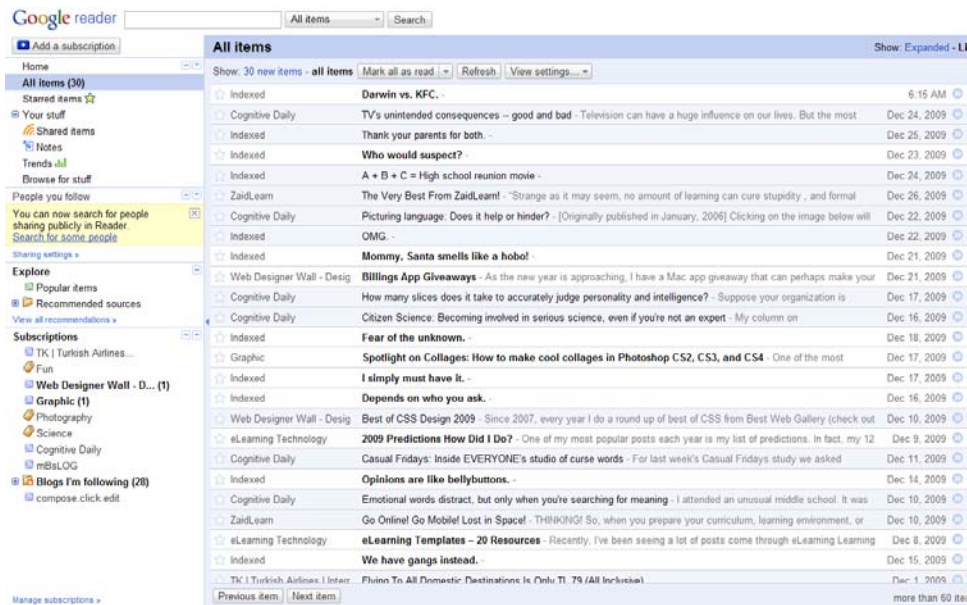 Google reader All items Search
Add a subscription
Home
All items (30)
Starred items
Your stuff
Shared items
Notes
Trends
Browse for stuff
People you follow
You can now search for people
sharing publicly in Reader.
Search for some people
Sharing settings »
Explore
Popular items
Recommended sources
View all recommendations »
Subscriptions
TK | Turkish Airlines...
Fun
Web Designer Wall - D... (1)
Graphic (1)
Photography
Science
Cognitive Daily
mBsLOG
Blogs I'm following (28)
compose.click.edit
Manage subscriptions »
All items Show: Expanded - Li
Show: 30 new items - all items Mark all as read Refresh View settings...
Indexed Darwin vs. KFC. - 6:15 AM
Cognitive Daily TV's unintended consequences -- good and bad - Television can have a huge influence on our lives. But the most Dec 24, 2009
Indexed Thank your parents for both. - Dec 25, 2009
Indexed Who would suspect? - Dec 23, 2009
Indexed A + B + C = High school reunion movie - Dec 24, 2009
ZaidLearn The Very Best From ZaidLearn! - "Strange as it may seem, no amount of learning can cure stupidity , and formal Dec 26, 2009
Cognitive Daily Picturing language: Does it help or hinder? - [Originally published in January, 2006] Clicking on the image below will Dec 22, 2009
Indexed OMG. - Dec 22, 2009
Indexed Mommy, Santa smells like a hobo! - Dec 21, 2009
Web Designer Wall - Desig Billings App Giveaways - As the new year is approaching, I have a Mac app giveaway that can perhaps make your Dec 21, 2009
Cognitive Daily How many slices does it take to accurately judge personality and intelligence? - Suppose your organization is Dec 17, 2009
Cognitive Daily Citizen Science: Becoming involved in serious science, even if you're not an expert - My column on Dec 16, 2009
Indexed Fear of the unknown. - Dec 18, 2009
Graphic Spotlight on Collages: How to make cool collages in Photoshop CS2, CS3, and CS4 - One of the most Dec 17, 2009
Indexed I simply must have it. - Dec 17, 2009
Indexed Depends on who you ask. - Dec 16, 2009
Web Designer Wall - Desig Best of CSS Design 2009 - Since 2007, every year I do a round up of best of CSS from Best Web Gallery (check out Dec 10, 2009
eLearning Technology 2009 Predictions How Did I Do? - One of my most popular posts each year is my list of predictions. In fact, my 12 Dec 9, 2009
Cognitive Daily Casual Fridays: Inside EVERYONE's studio of curse words - For last week's Casual Fridays study we asked Dec 11, 2009
Indexed Opinions are like bellybuttons. - Dec 14, 2009
Cognitive Daily Emotional words distract, but only when you're searching for meaning - I attended an unusual middle school. It was Dec 10, 2009
ZaidLearn Go Online! Go Mobile! Lost in Space! - THINKING! So, when you prepare your curriculum, learning environment, or Dec 10, 2009
eLearning Technology eLearning Templates – 20 Resources - Recently, I've been seeing a lot of posts come through eLearning Learning Dec 8, 2009
Indexed We have gangs instead. - Dec 15, 2009
TK | Turkish Airlines | Intern Flying To All Domestic Destinations Is Only TL 79 (All Inclusive) Dec 1, 2009
Previous item Next item more than 60 ite